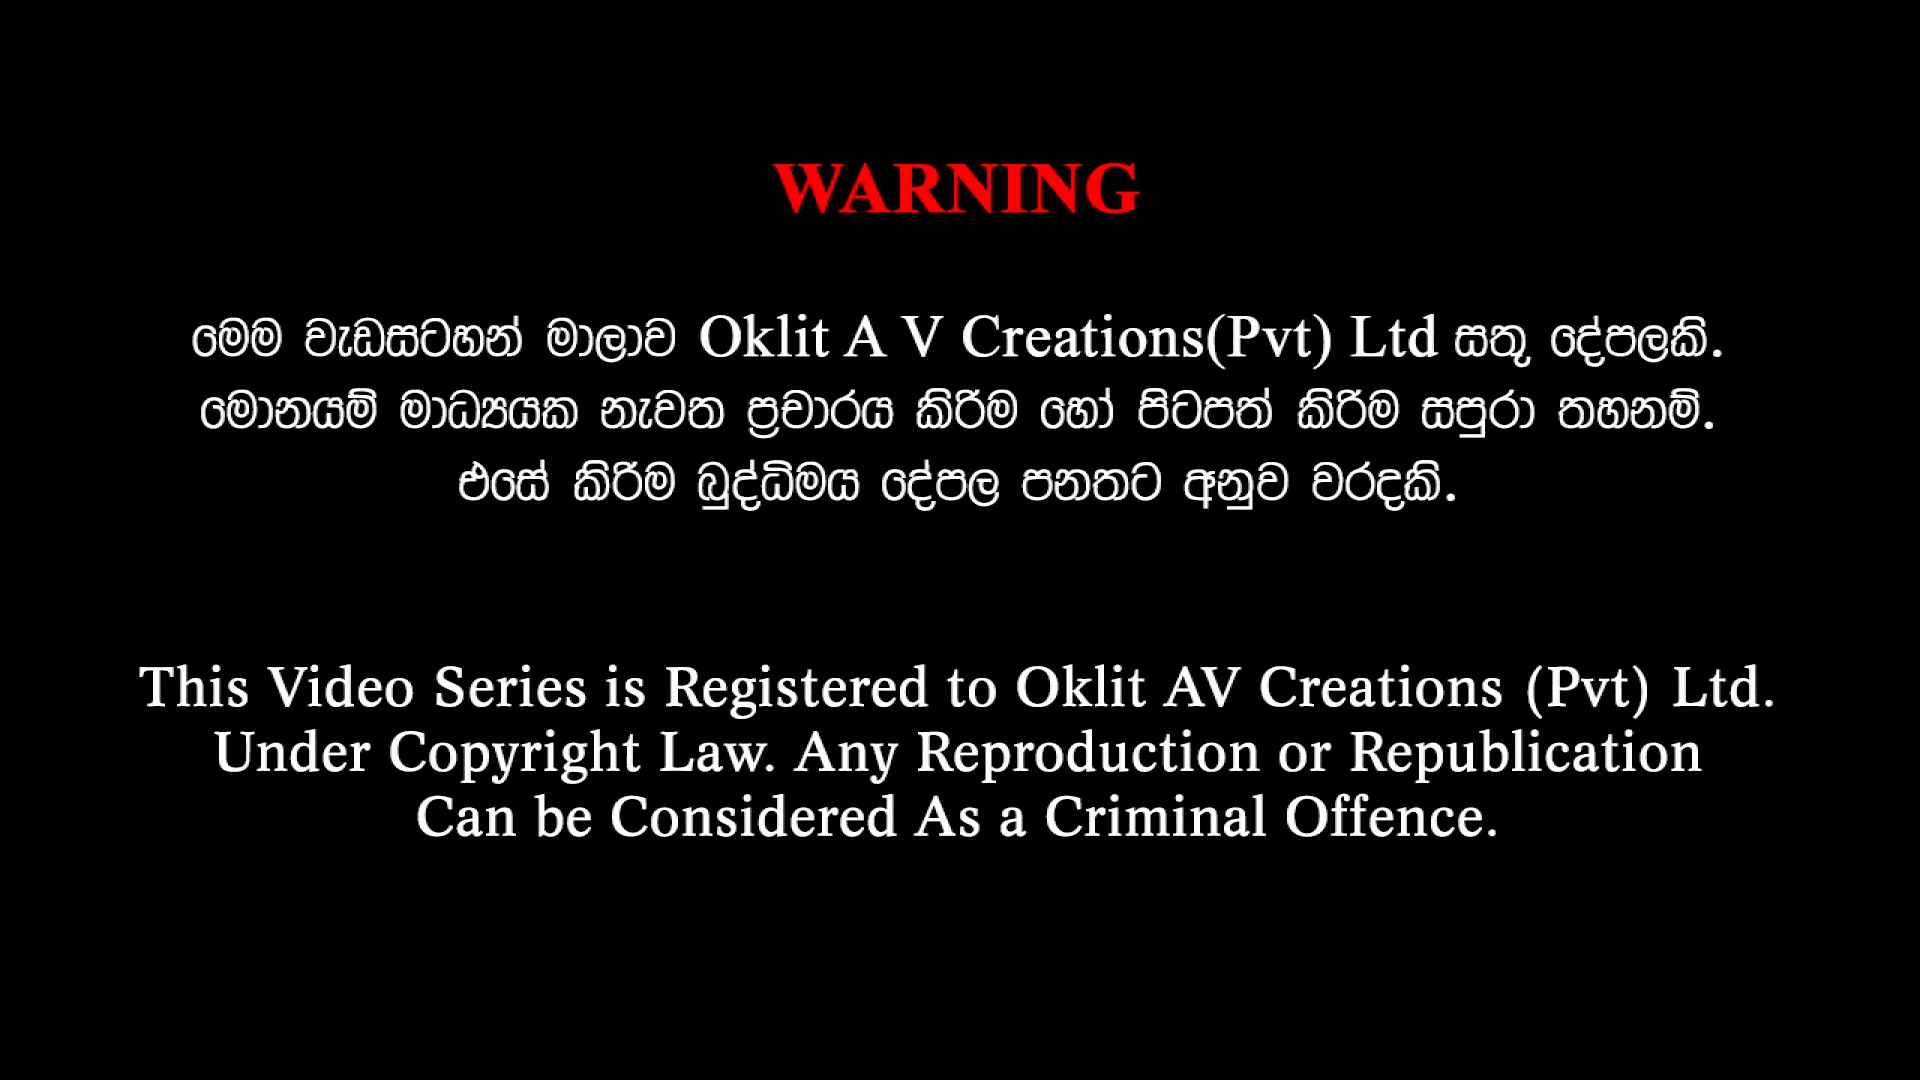 WARNING
මෙම වැඩසටහන් මාලාව Oklit A V Creations(Pvt) Ltd සතු දේපලකි.
මොනයම් මාධ්‍යයක නැවත ප්‍රචාරය කිරිම හෝ පිටපත් කිරිම සපුරා තහනම්.
එසේ කිරිම බුද්ධිමය දේපල පනතට අනුව වරදකි.
This Video Series is Registered to Oklit AV Creations (Pvt) Ltd.
Under Copyright Law. Any Reproduction or Republication
Can be Considered As a Criminal Offence.